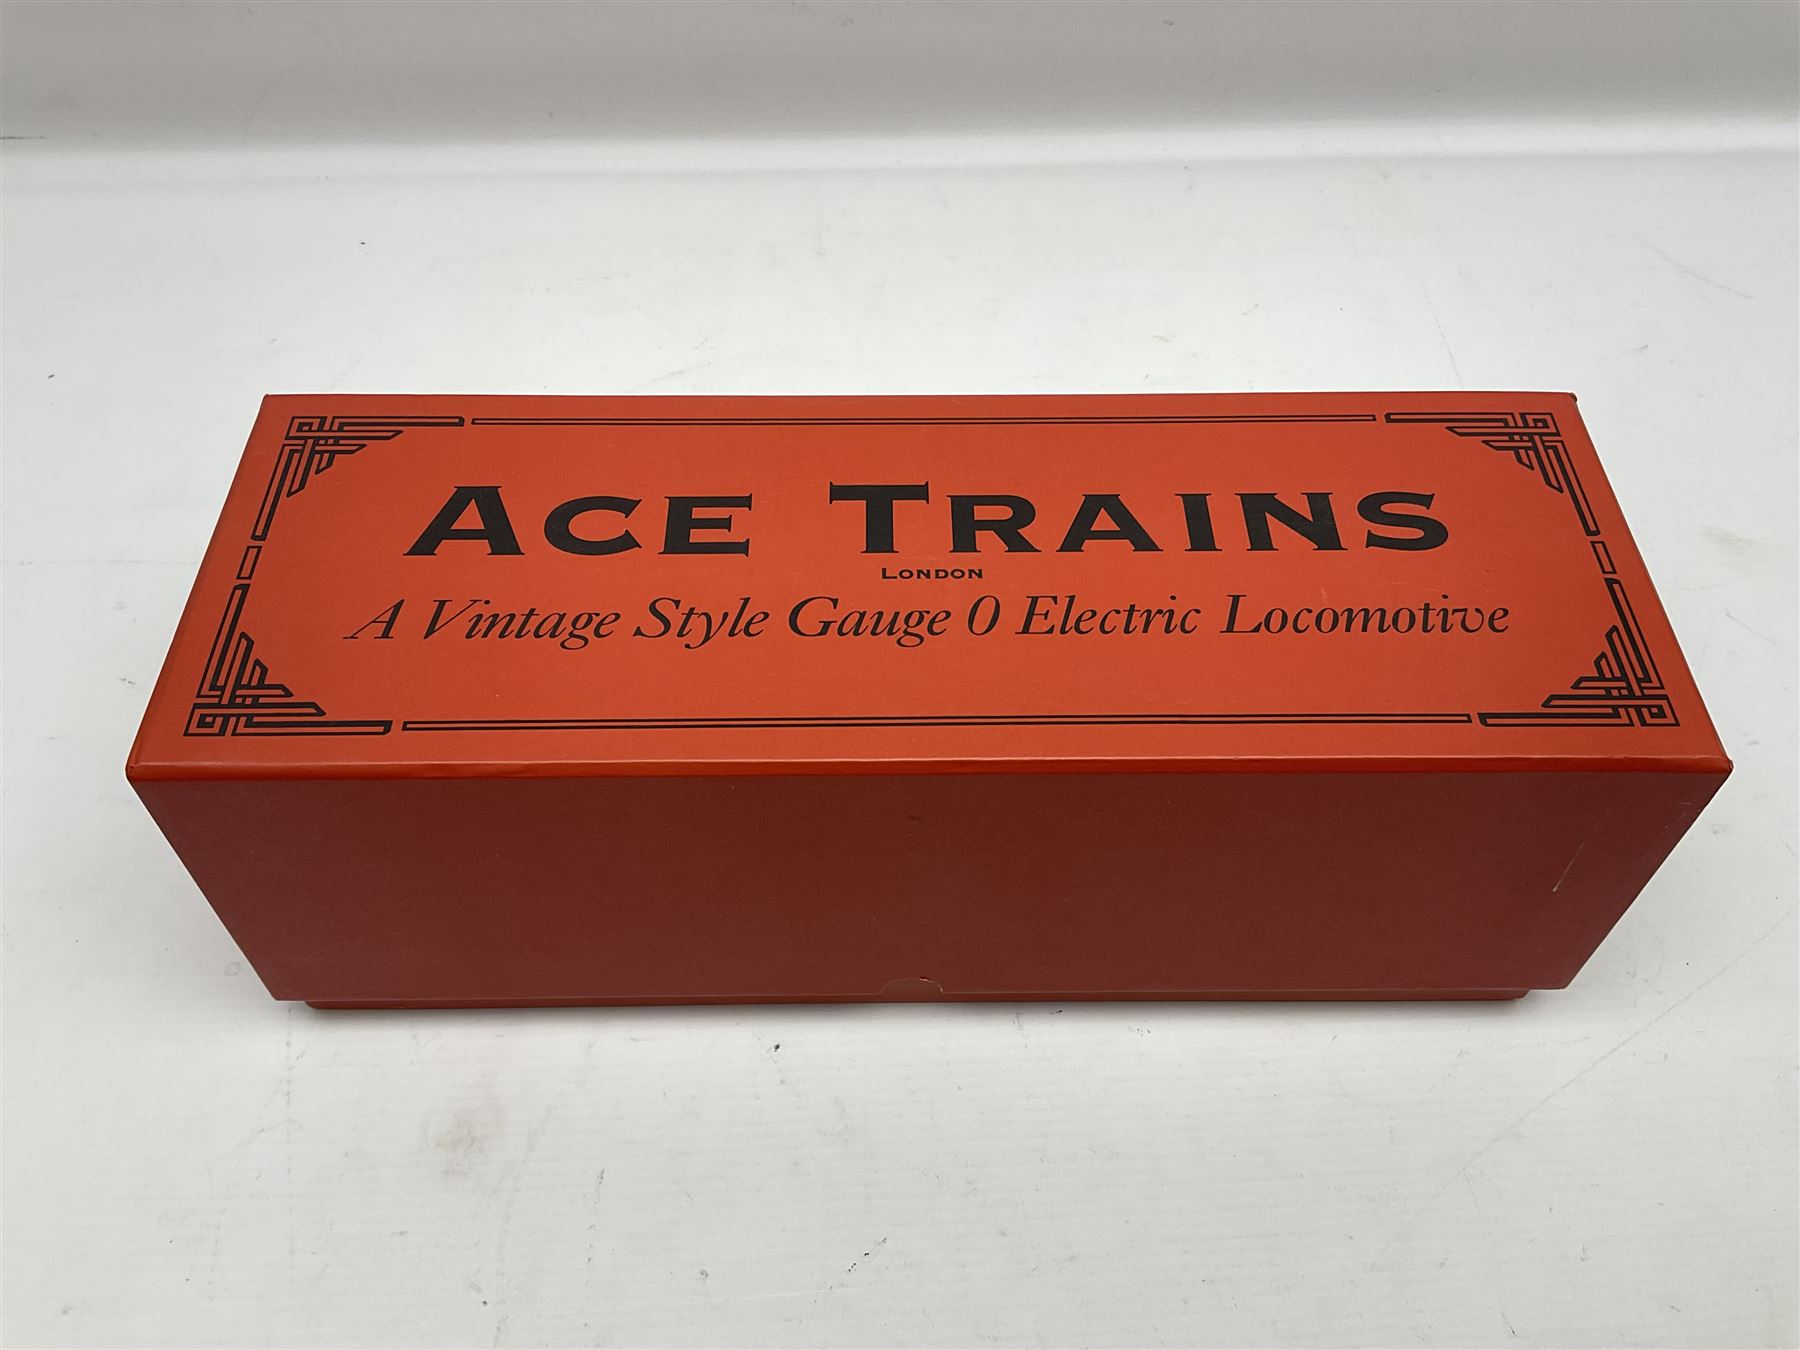 ACE TRAINS
LONDON
A Vintage Style Gauge 0 Electric Locomotive